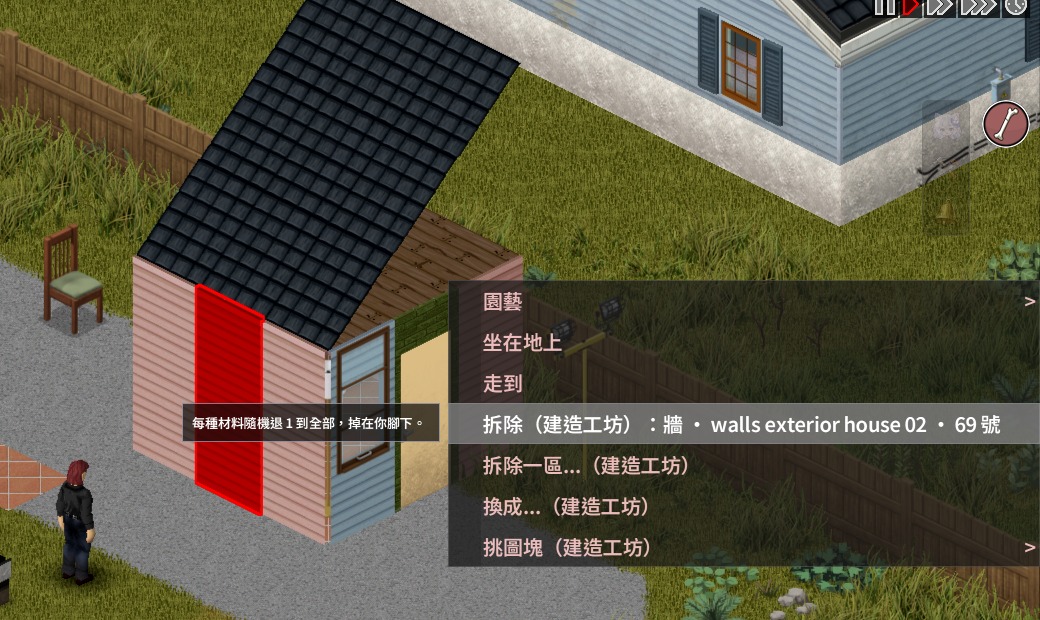 園藝 >
坐在地上
走到
每種材料隨機退 1 到全部，掉在你腳下。
拆除（建造工坊）：牆 · walls exterior house 02 · 69 號
拆除一區...（建造工坊）
換成...（建造工坊）
挑圖塊（建造工坊） >